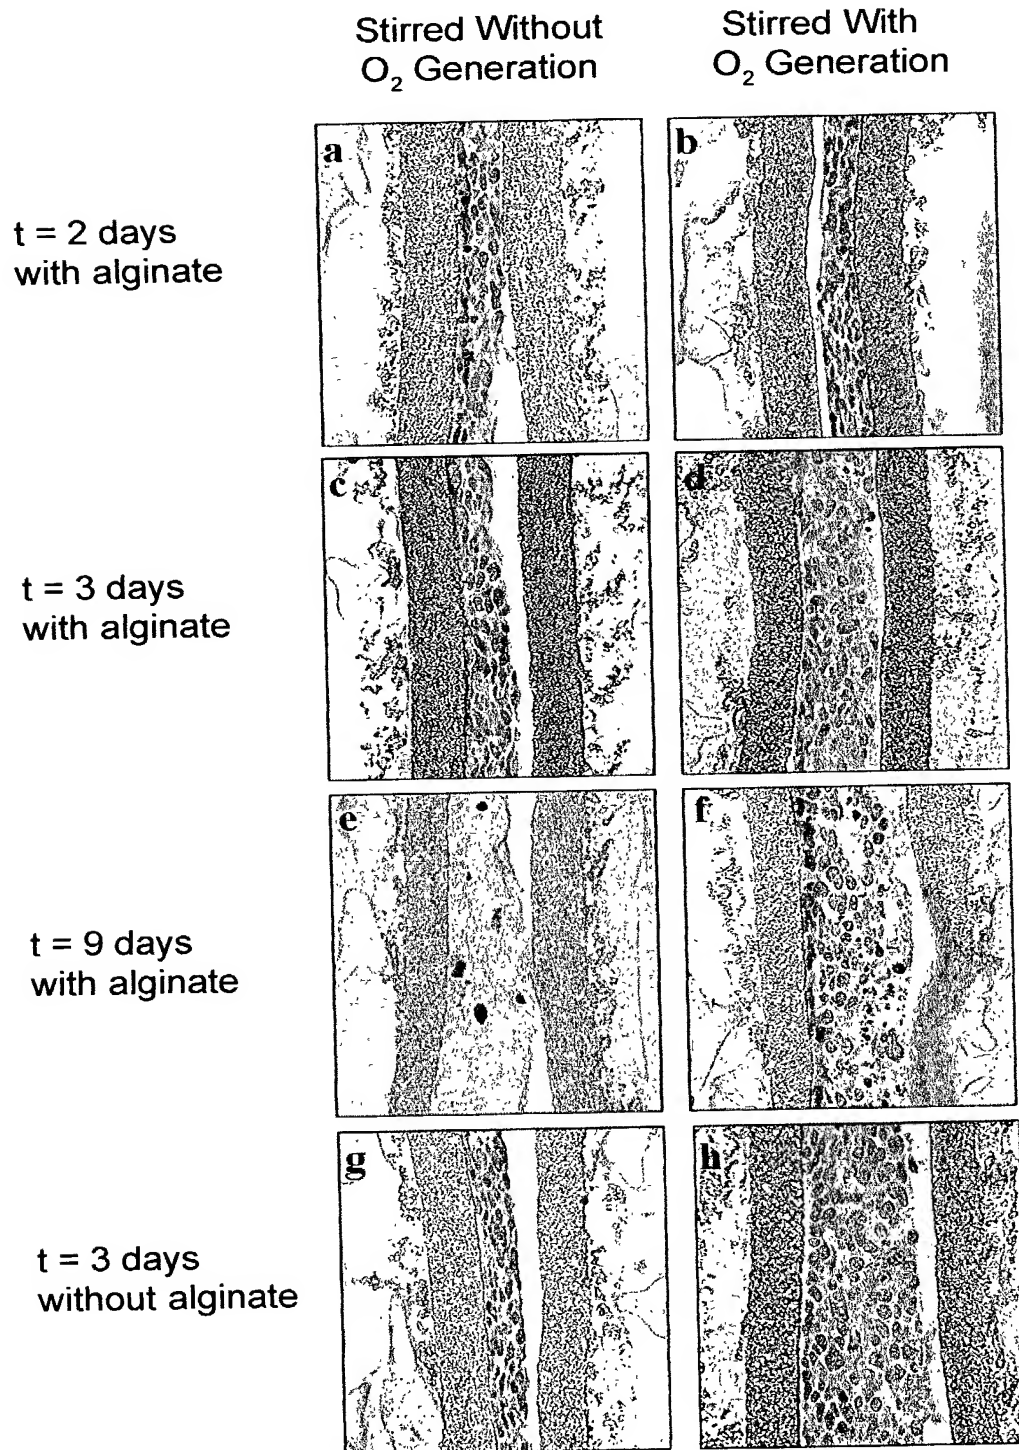 Stirred Without
O₂ Generation
Stirred With
O₂ Generation
t = 2 days
with alginate
a
b
t = 3 days
with alginate
c
d
t = 9 days
with alginate
e
f
t = 3 days
without alginate
g
h